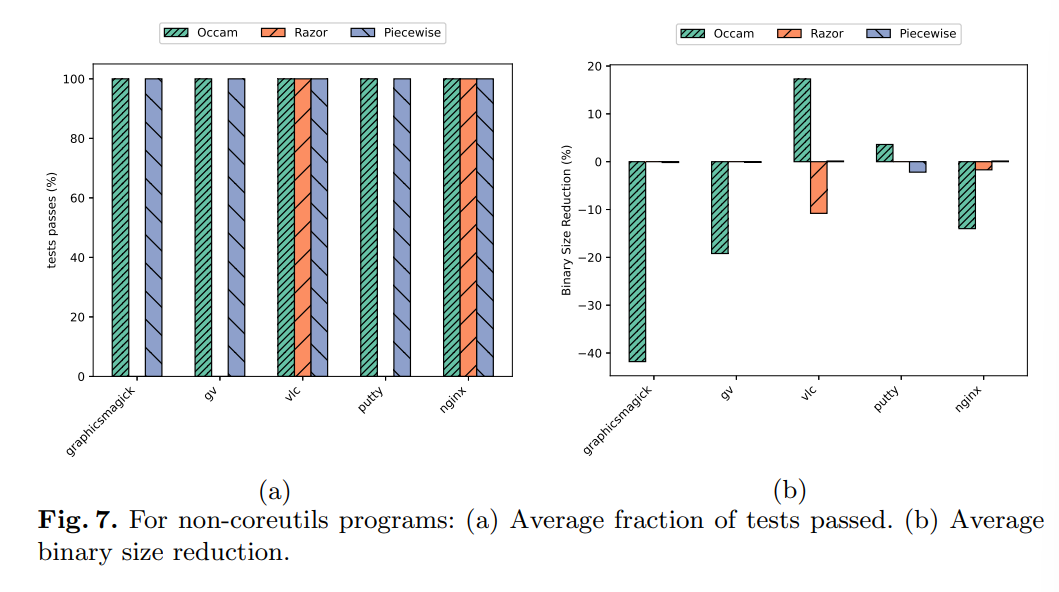 Occam Razor Piecewise
100
80
60
40
20
0
tests passes (%)
graphicsmagick
gv
vlc
putty
nginx
(a)
Occam Razor Piecewise
20
10
0
−10
−20
−30
−40
Binary Size Reduction (%)
graphicsmagick
gv
vlc
putty
nginx
(b)
Fig. 7. For non-coreutils programs: (a) Average fraction of tests passed. (b) Average
binary size reduction.